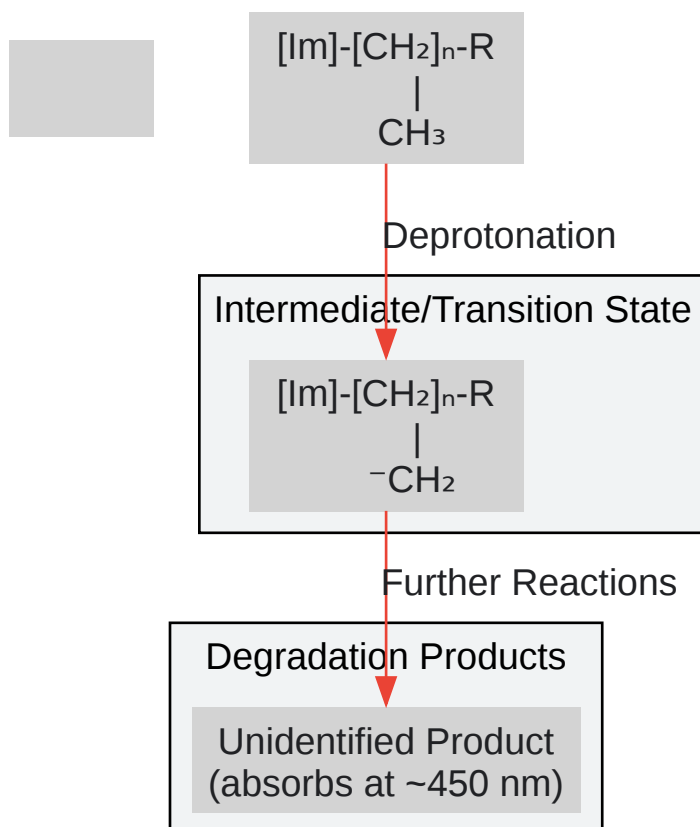 [Im]-[CH₂]ₙ-R
|
CH₃
Deprotonation
Intermediate/Transition State
[Im]-[CH₂]ₙ-R
|
⁻CH₂
Further Reactions
Degradation Products
Unidentified Product
(absorbs at ~450 nm)